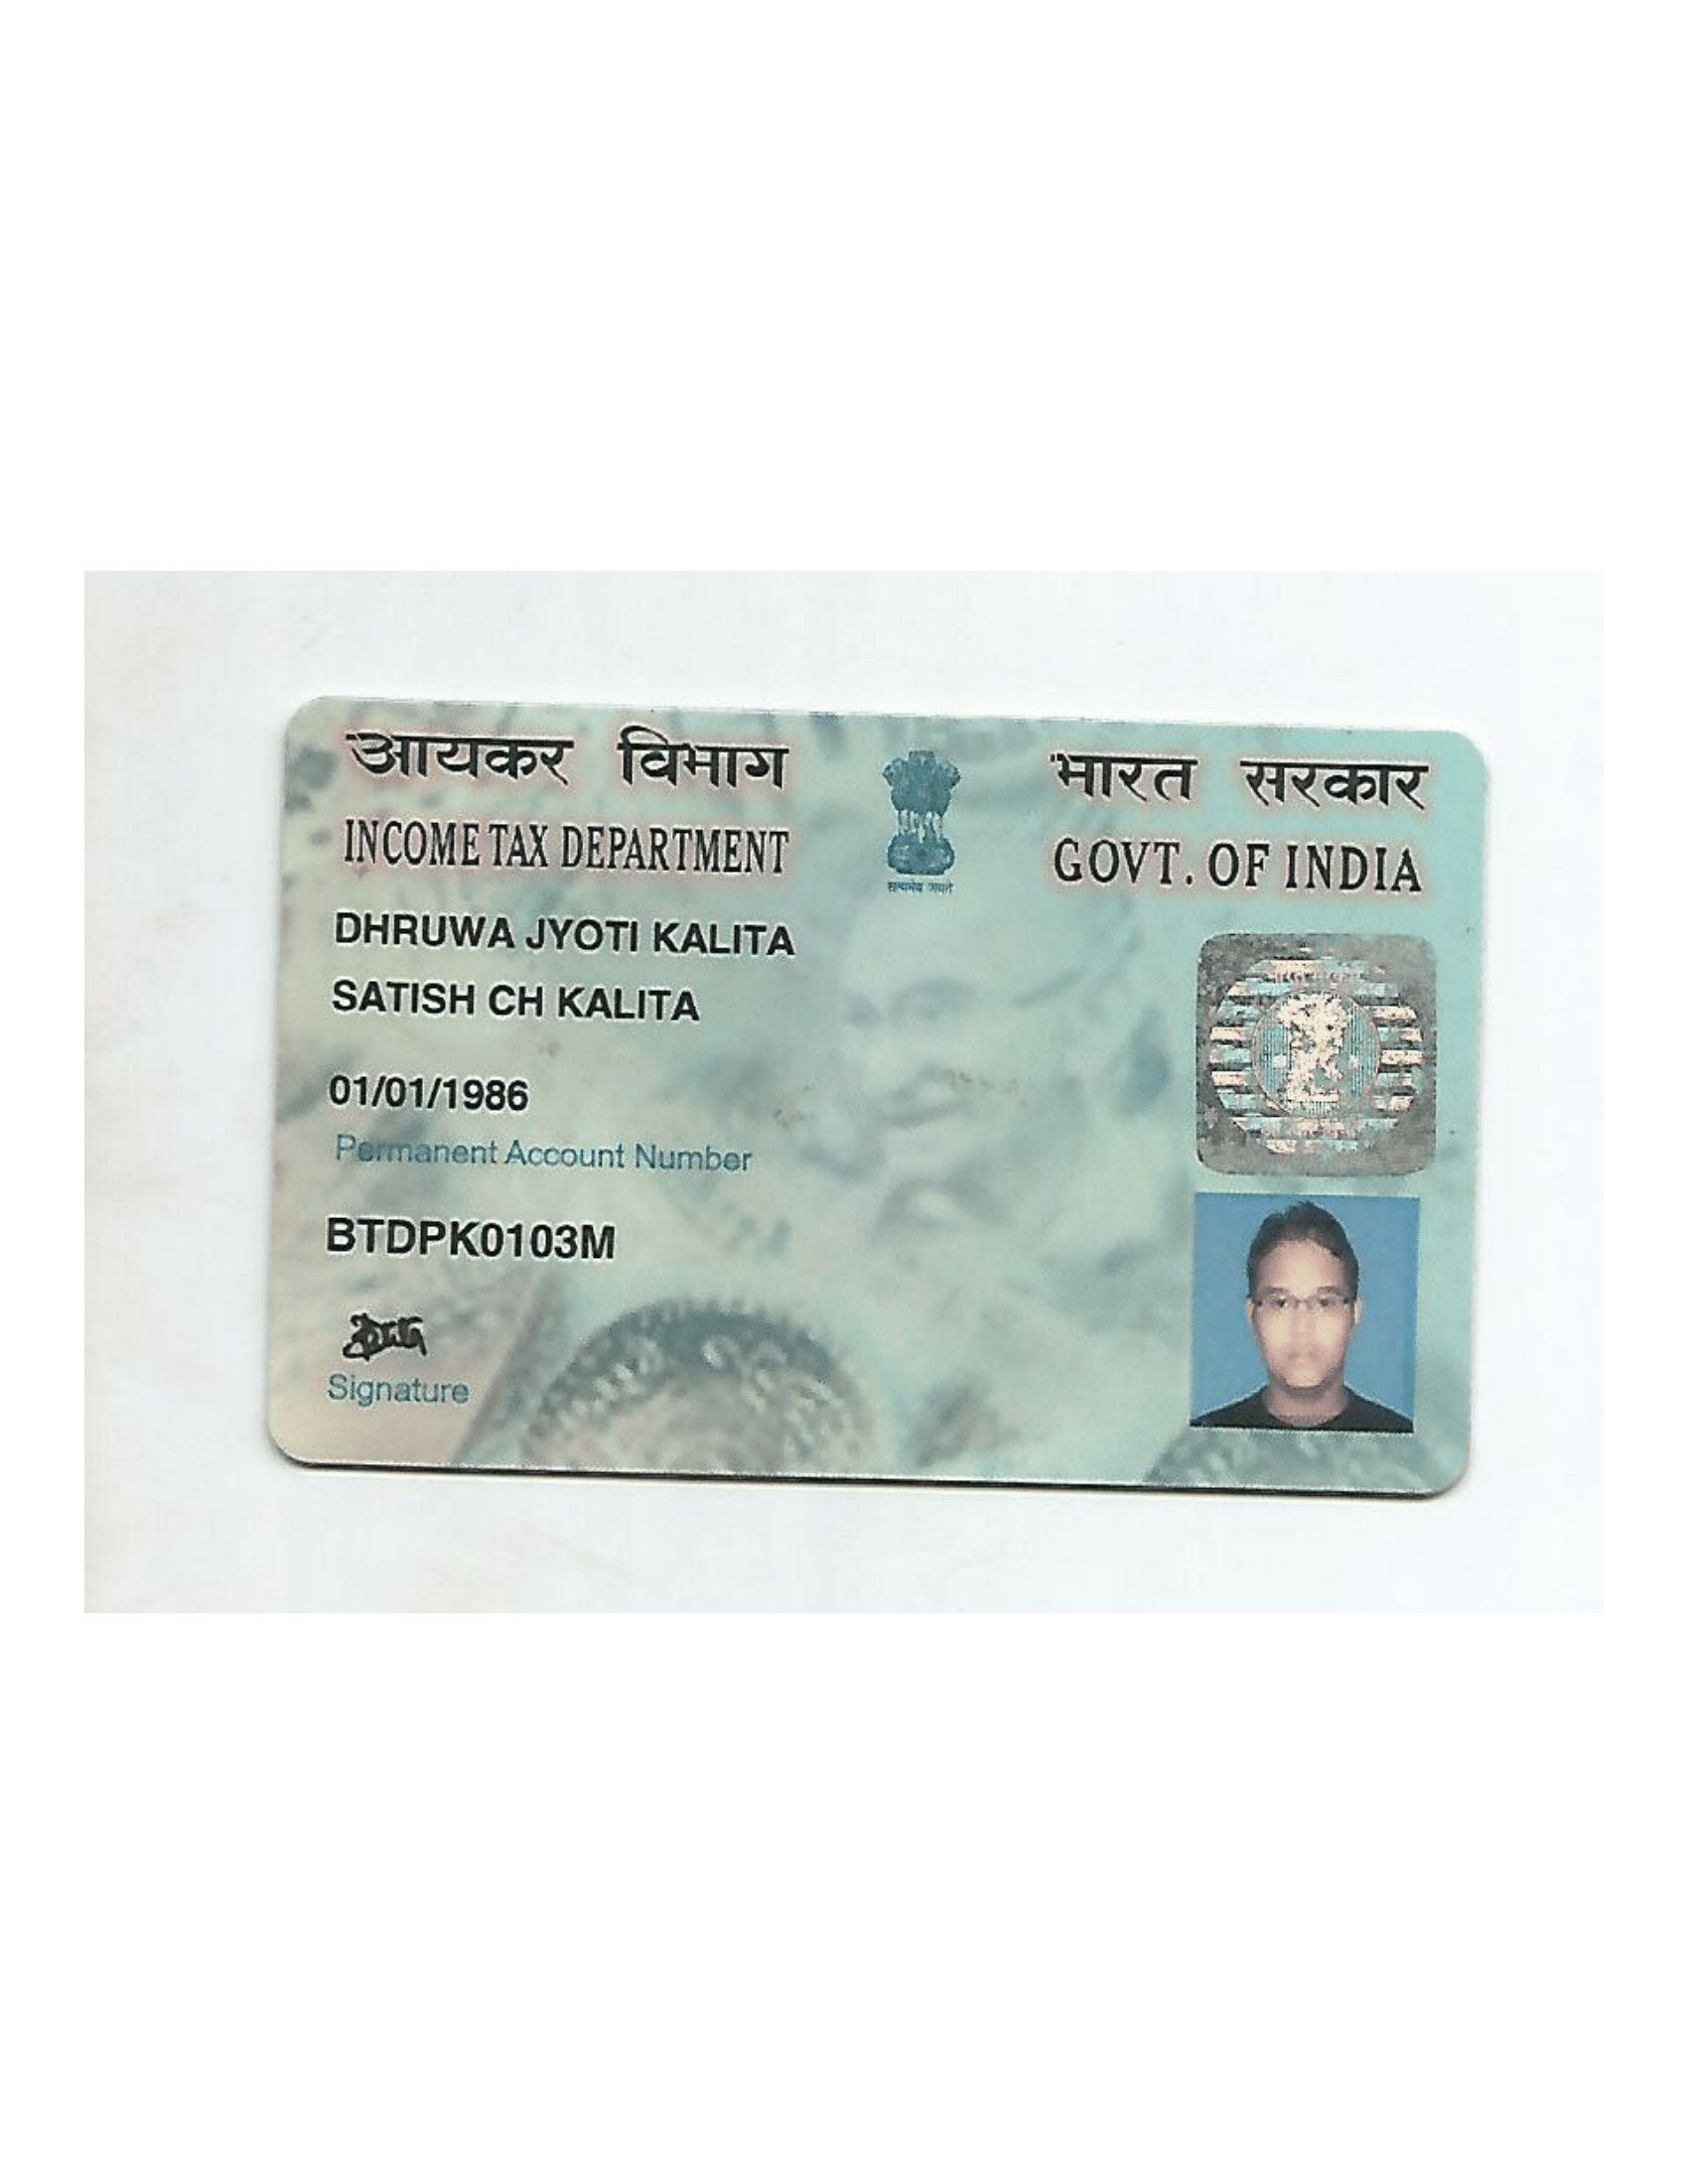 आयकर विभाग
INCOME TAX DEPARTMENT
सत्यमेव जयते
भारत सरकार
GOVT. OF INDIA
DHRUWA JYOTI KALITA
SATISH CH KALITA
01/01/1986
Permanent Account Number
BTDPK0103M
Signature